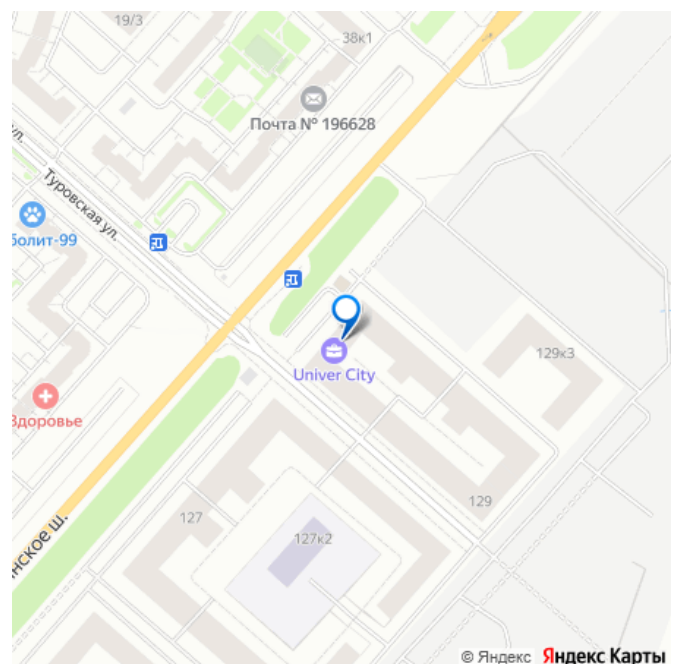 19/3
38к1
Почта № 196628
ул.
Туровская ул.
болит-99
Univer City
129к3
Здоровье
129
127
127к2
нское ш.
© Яндекс Яндекс Карты